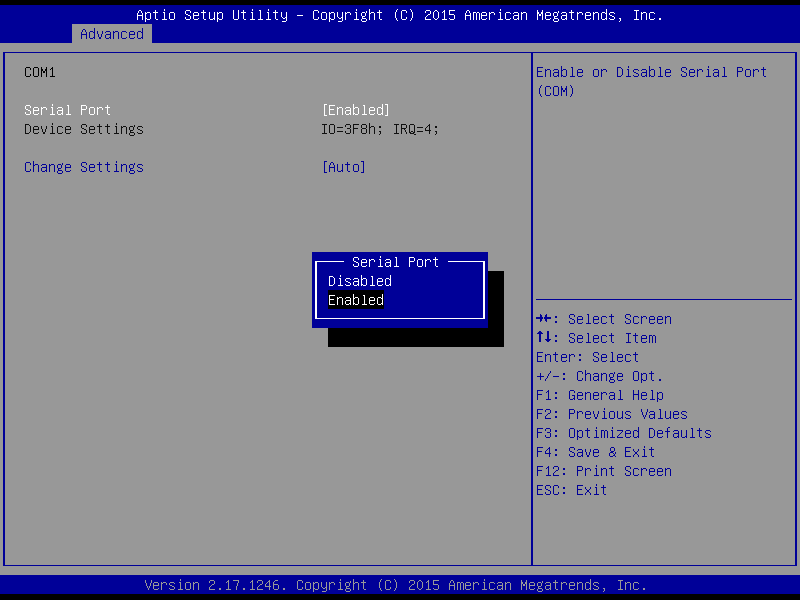 Aptio Setup Utility – Copyright (C) 2015 American Megatrends, Inc.
Advanced
COM1
Serial Port [Enabled]
Device Settings IO=3F8h; IRQ=4;
Change Settings [Auto]
Serial Port
Disabled
Enabled
Enable or Disable Serial Port
(COM)
→←: Select Screen
↑↓: Select Item
Enter: Select
+/-: Change Opt.
F1: General Help
F2: Previous Values
F3: Optimized Defaults
F4: Save & Exit
F12: Print Screen
ESC: Exit
Version 2.17.1246. Copyright (C) 2015 American Megatrends, Inc.